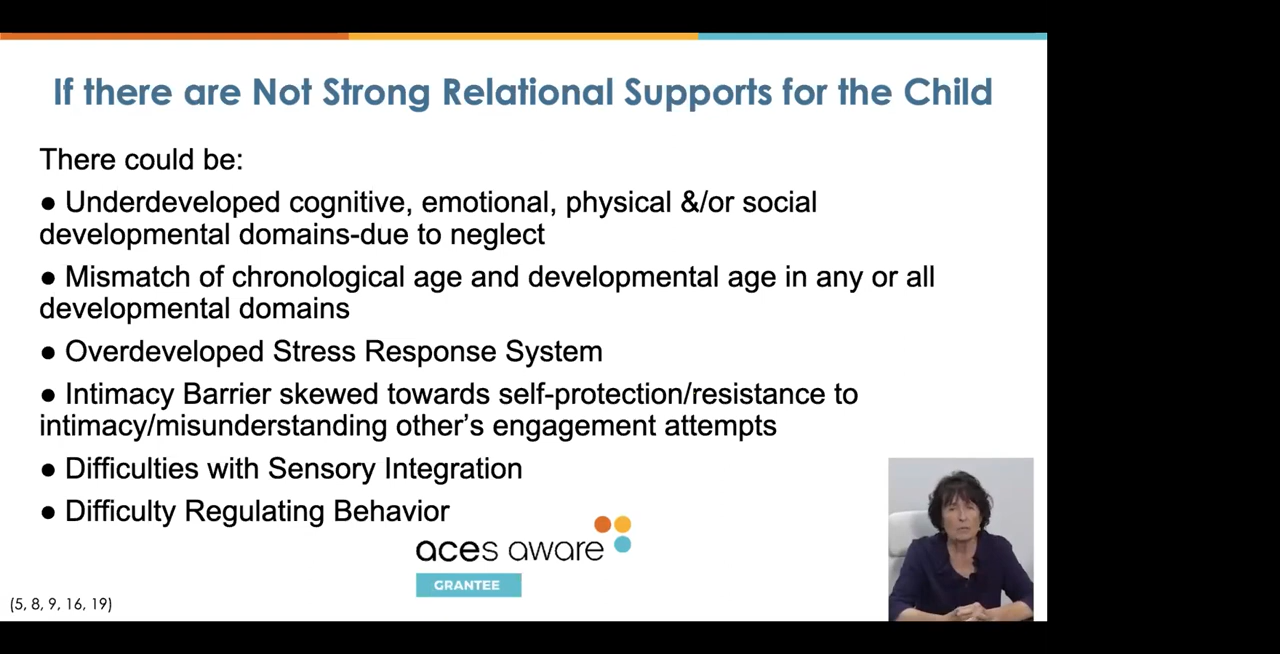 If there are Not Strong Relational Supports for the Child
There could be:
● Underdeveloped cognitive, emotional, physical &/or social
developmental domains-due to neglect
● Mismatch of chronological age and developmental age in any or all
developmental domains
● Overdeveloped Stress Response System
● Intimacy Barrier skewed towards self-protection/resistance to
intimacy/misunderstanding other’s engagement attempts
● Difficulties with Sensory Integration
● Difficulty Regulating Behavior
aces aware
GRANTEE
(5, 8, 9, 16, 19)